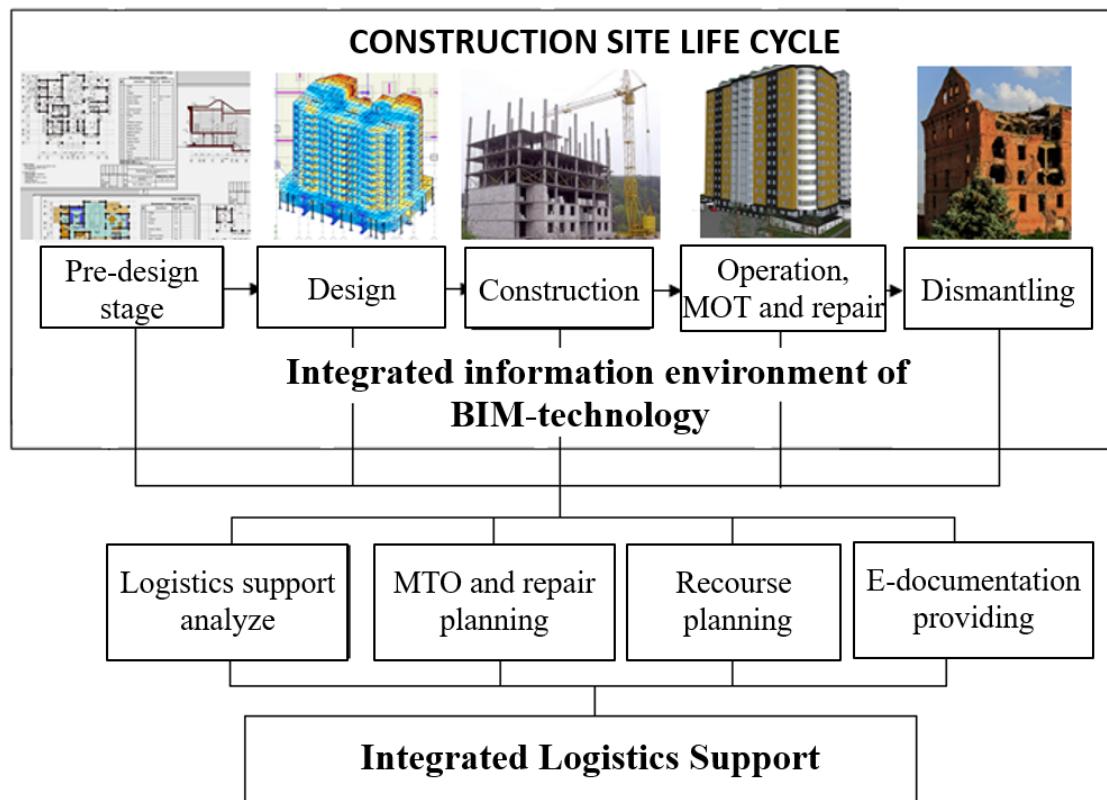 CONSTRUCTION SITE LIFE CYCLE
Pre-design
stage
Design
Construction
Operation,
MOT and repair
Dismantling
Integrated information environment of
BIM-technology
Logistics support
analyze
MTO and repair
planning
Recourse
planning
E-documentation
providing
Integrated Logistics Support